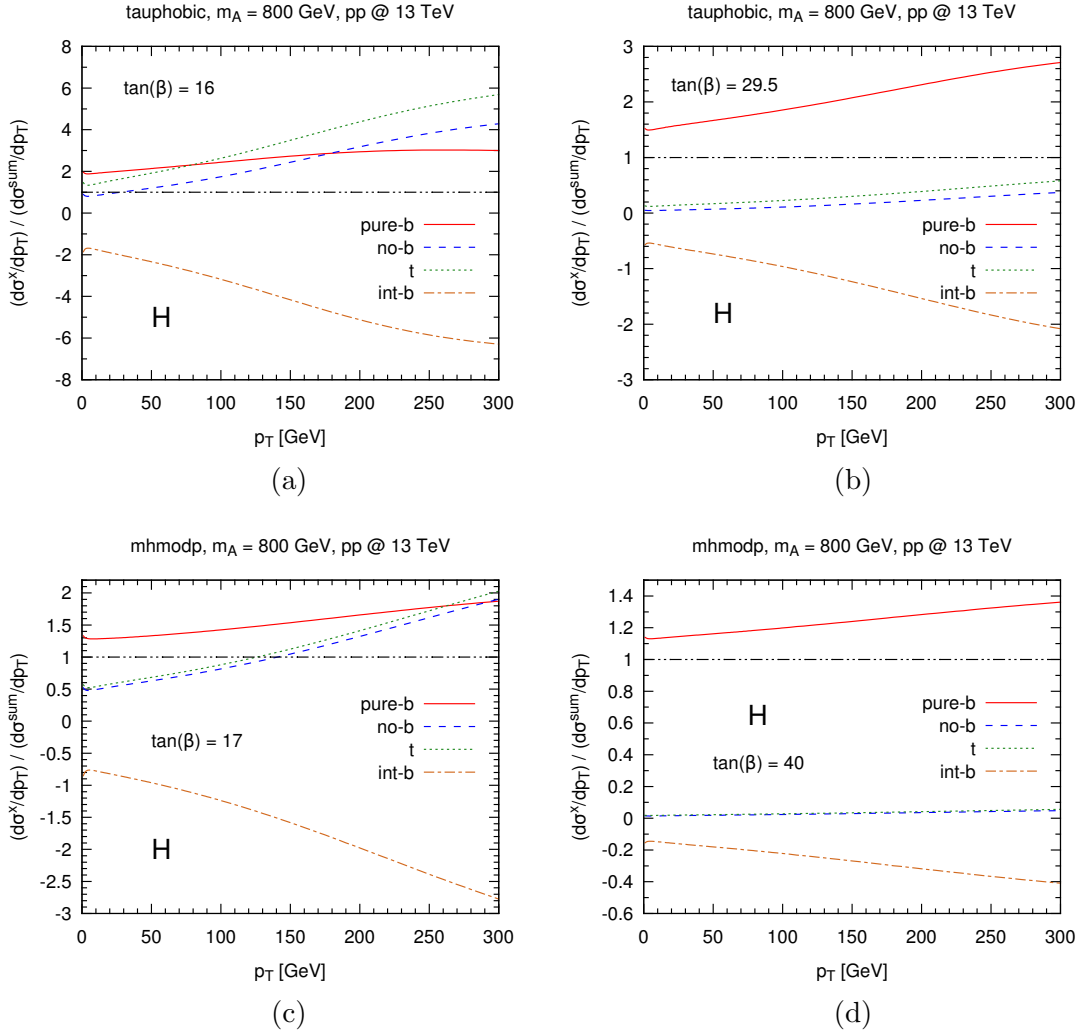 tauphobic, m_A = 800 GeV, pp @ 13 TeV
(dσ^x/dp_T) / (dσ^sum/dp_T)
8
6
4
2
0
-2
-4
-6
-8
tan(β) = 16
pure-b
no-b
t
int-b
H
0 50 100 150 200 250 300
p_T [GeV]
(a)
tauphobic, m_A = 800 GeV, pp @ 13 TeV
(dσ^x/dp_T) / (dσ^sum/dp_T)
3
2
1
0
-1
-2
-3
tan(β) = 29.5
pure-b
no-b
t
int-b
H
0 50 100 150 200 250 300
p_T [GeV]
(b)
mhmodp, m_A = 800 GeV, pp @ 13 TeV
(dσ^x/dp_T) / (dσ^sum/dp_T)
2
1.5
1
0.5
0
-0.5
-1
-1.5
-2
-2.5
-3
pure-b
no-b
t
int-b
tan(β) = 17
H
0 50 100 150 200 250 300
p_T [GeV]
(c)
mhmodp, m_A = 800 GeV, pp @ 13 TeV
(dσ^x/dp_T) / (dσ^sum/dp_T)
1.4
1.2
1
0.8
0.6
0.4
0.2
0
-0.2
-0.4
-0.6
pure-b
no-b
t
int-b
H
tan(β) = 40
0 50 100 150 200 250 300
p_T [GeV]
(d)